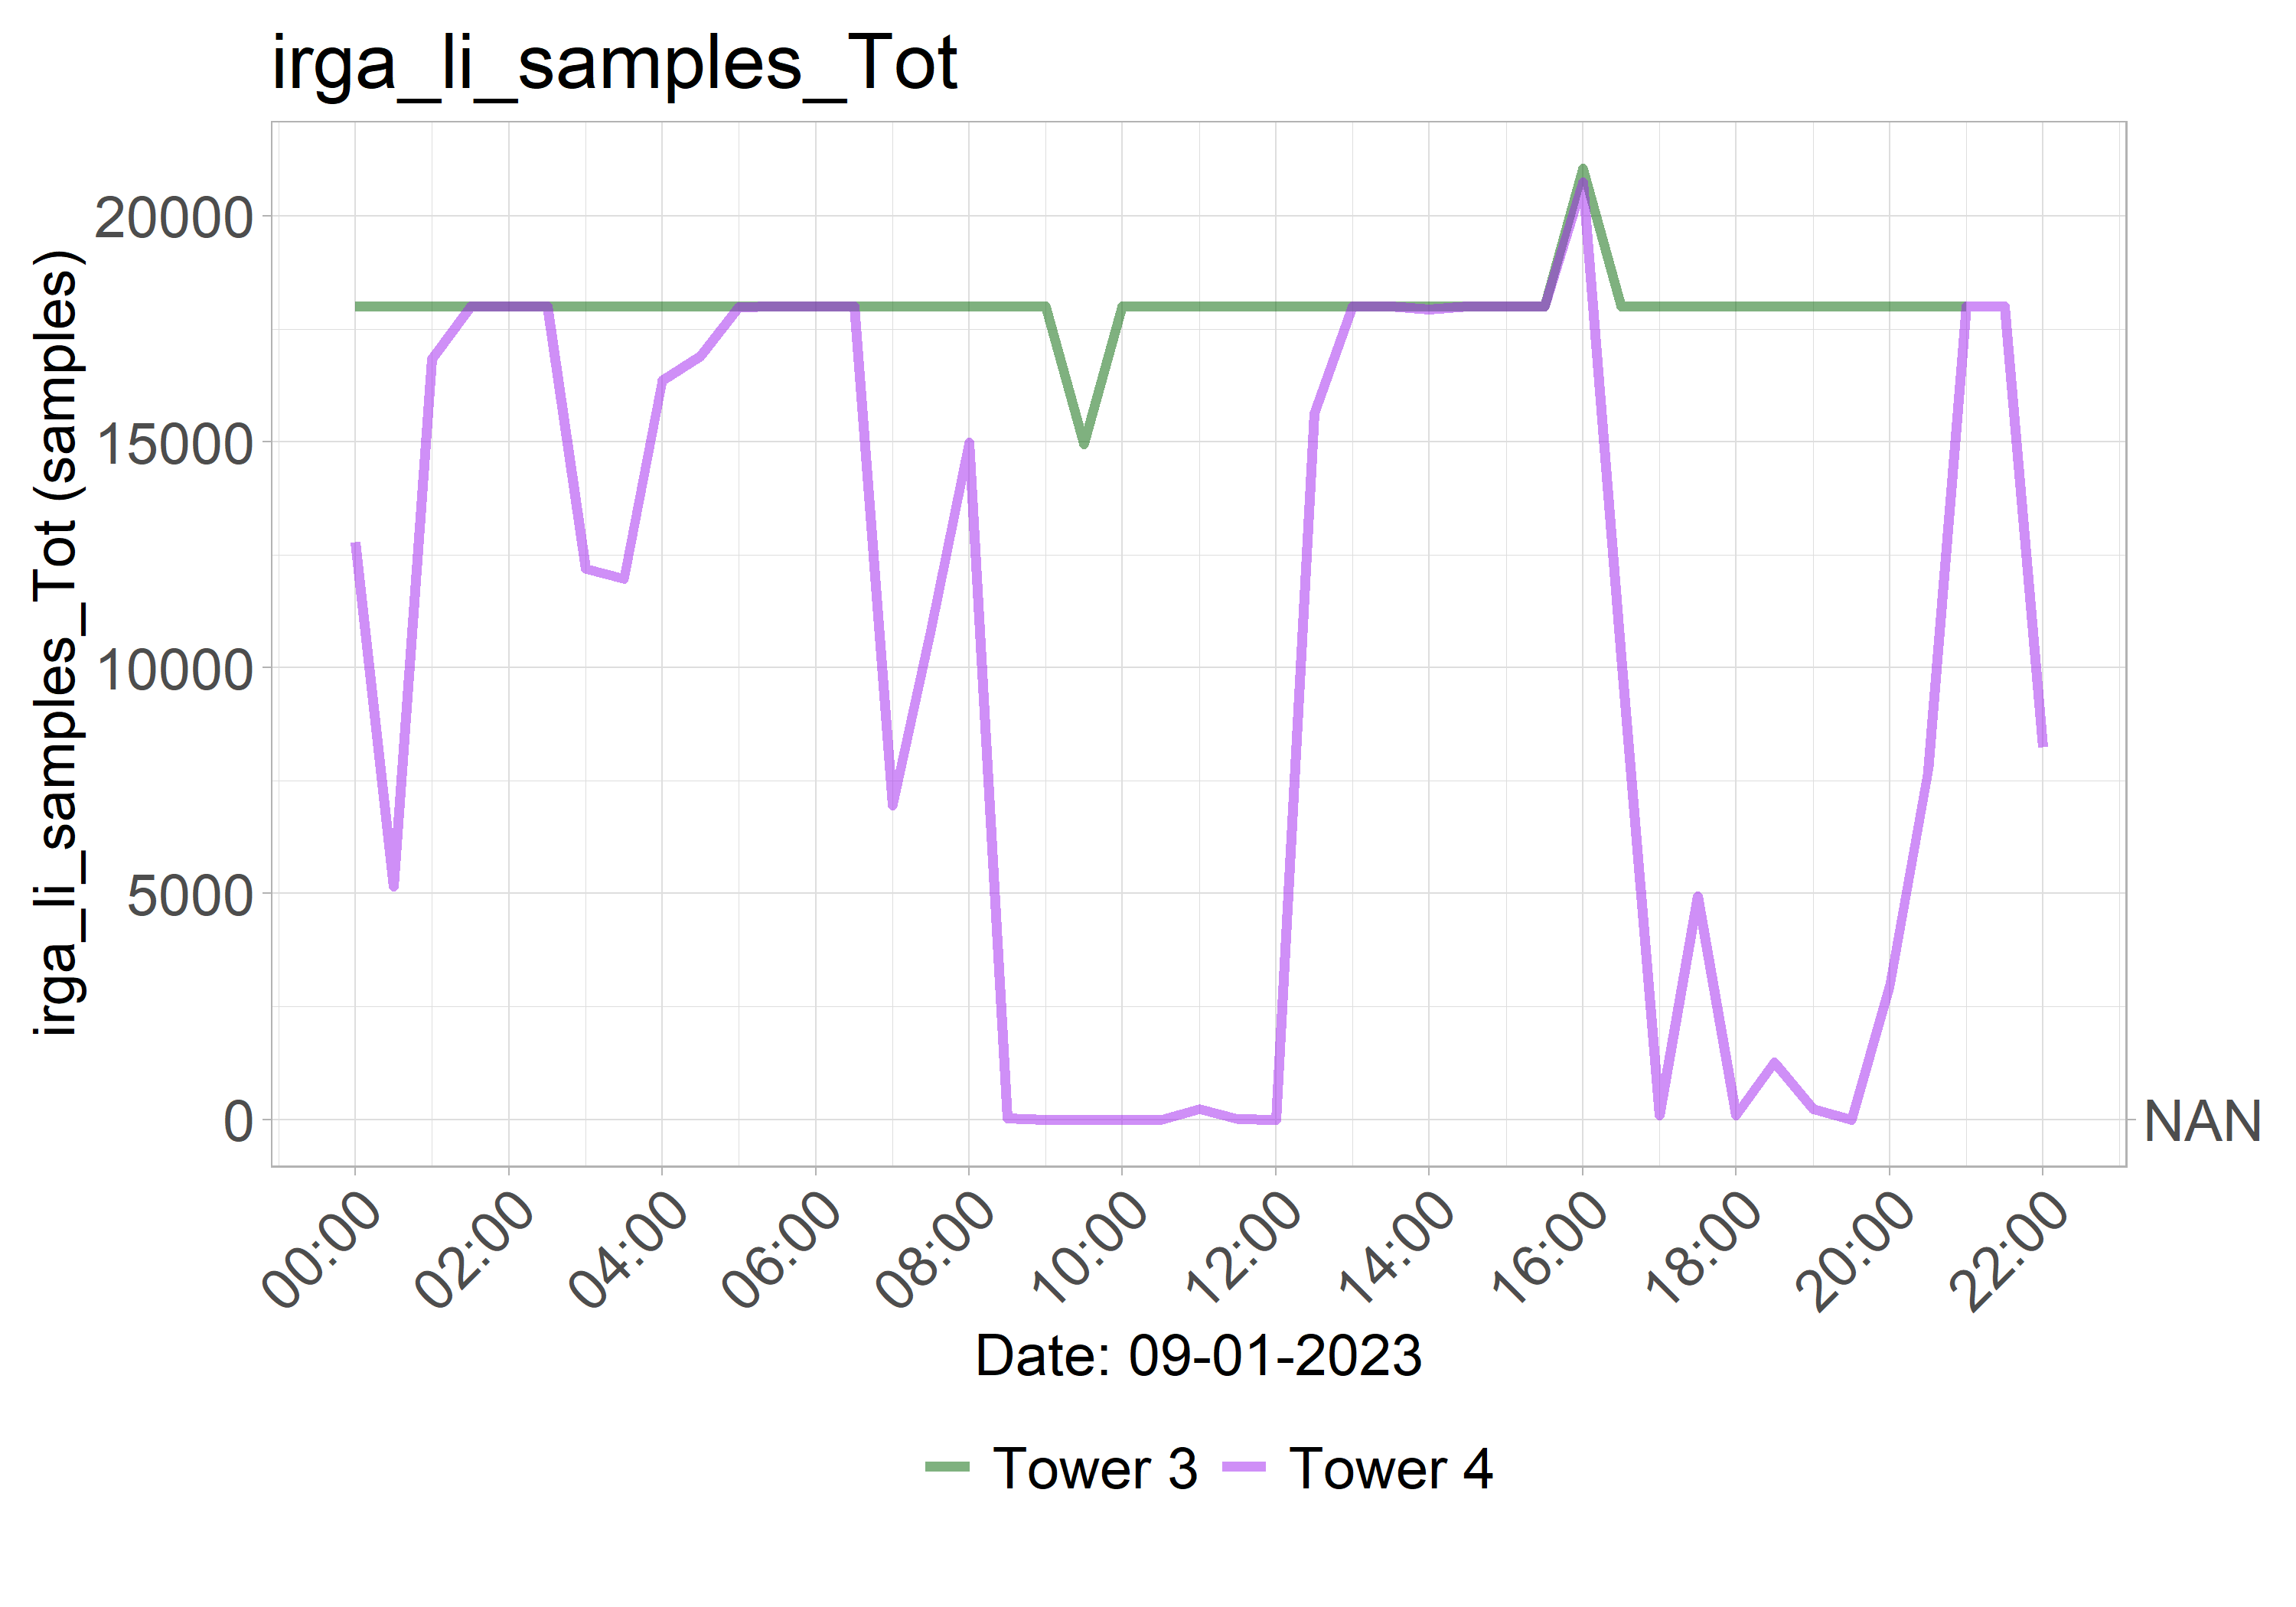 irga_li_samples_Tot
irga_li_samples_Tot (samples)
20000
15000
10000
5000
0
NAN
00:00
02:00
04:00
06:00
08:00
10:00
12:00
14:00
16:00
18:00
20:00
22:00
Date: 09-01-2023
Tower 3
Tower 4